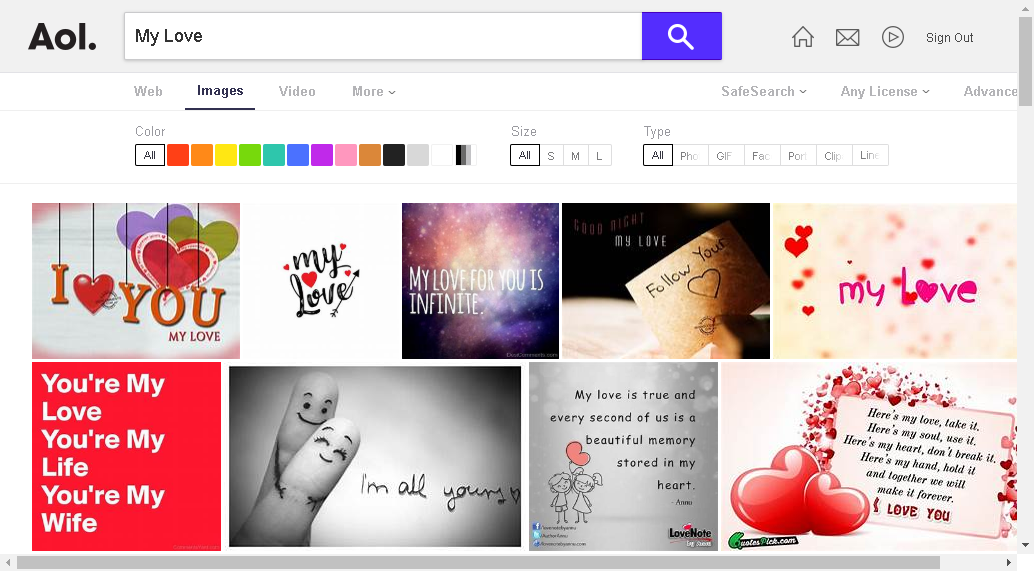 Aol.
My Love
Sign Out
Web
Images
Video
More
SafeSearch
Any License
Advance
Color
Size
Type
All
All
S
M
L
All
Pho
GIF
Fac
Por
Clip
Line
I YOU
MY LOVE
my
Love
MY LOVE FOR YOU IS
INFINITE.
GOOD NIGHT
MY LOVE
Follow Your
my love
You're My
Love
You're My
Life
You're My
Wife
I'm all yours
My love is true and
every second of us is a
beautiful memory
stored in my
heart.
- Annu
LoveNote
Here's my love, take it.
Here's my soul, use it.
Here's my heart, don't break it.
Here's my hand, hold it
and together we will
make it forever.
I LOVE YOU
QuotesPick.com